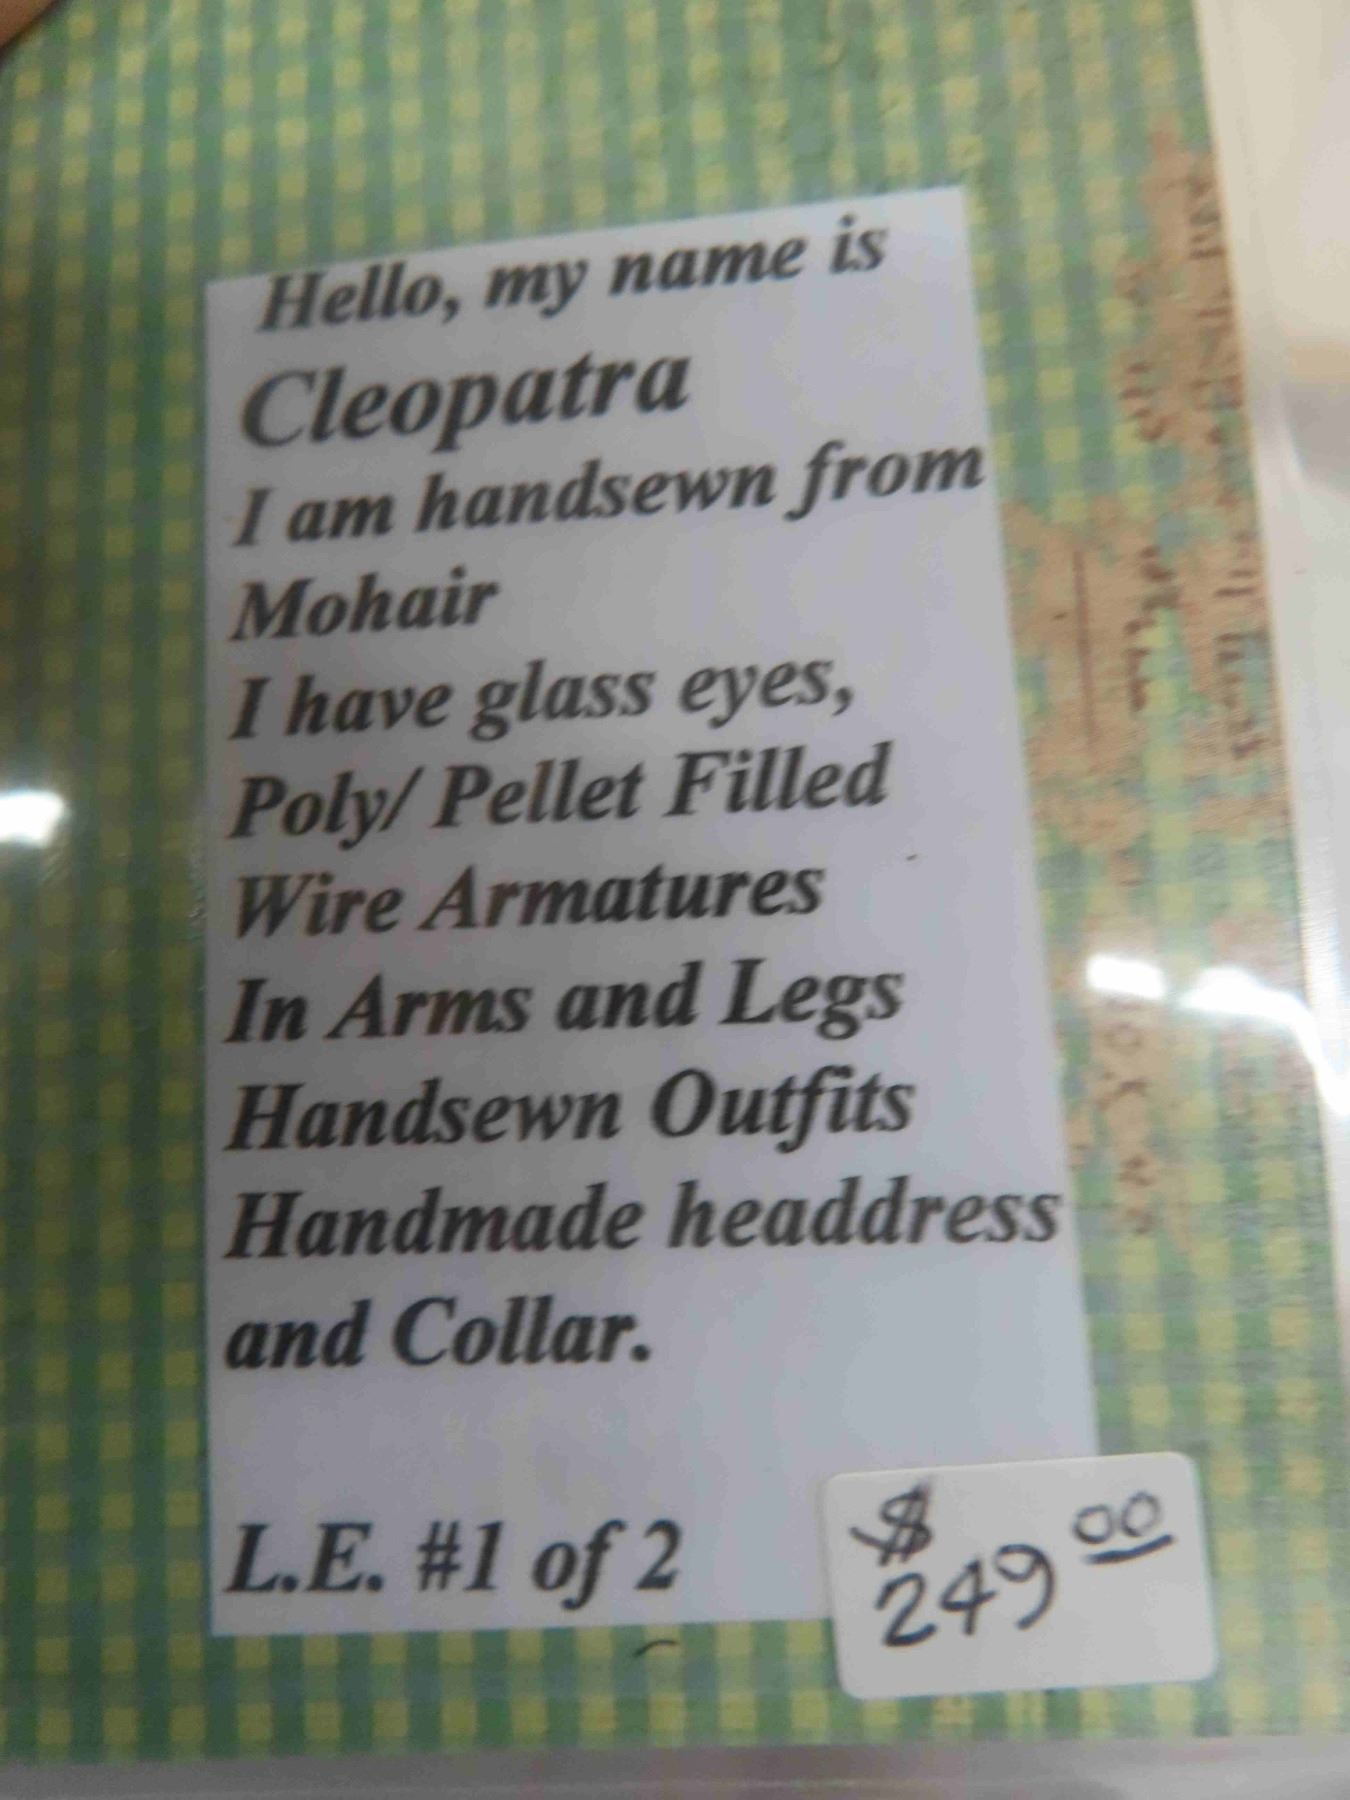 Hello, my name is
Cleopatra
I am handsewn from
Mohair
I have glass eyes,
Poly/ Pellet Filled
Wire Armatures
In Arms and Legs
Handsewn Outfits
Handmade headdress
and Collar.
L.E. #1 of 2
$
249 00